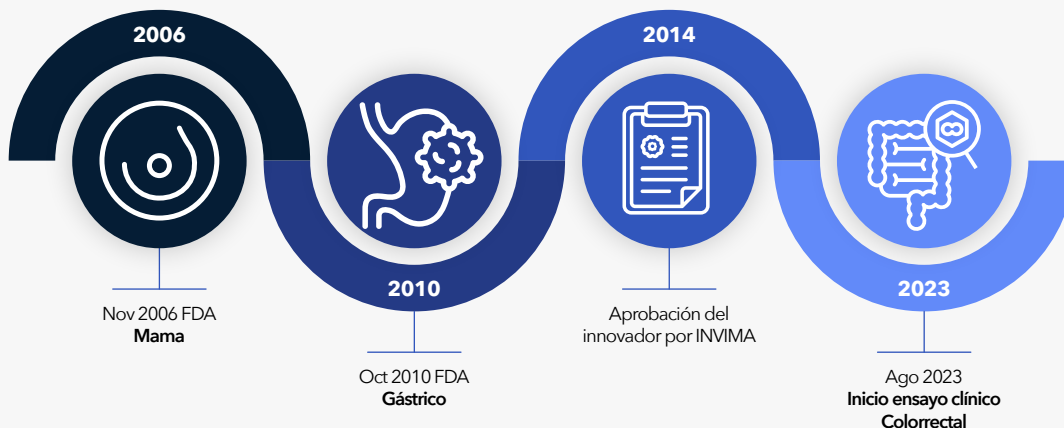 2006
Nov 2006 FDA
Mama
2010
Oct 2010 FDA
Gástrico
2014
Aprobación del
innovador por INVIMA
2023
Ago 2023
Inicio ensayo clínico
Colorrectal